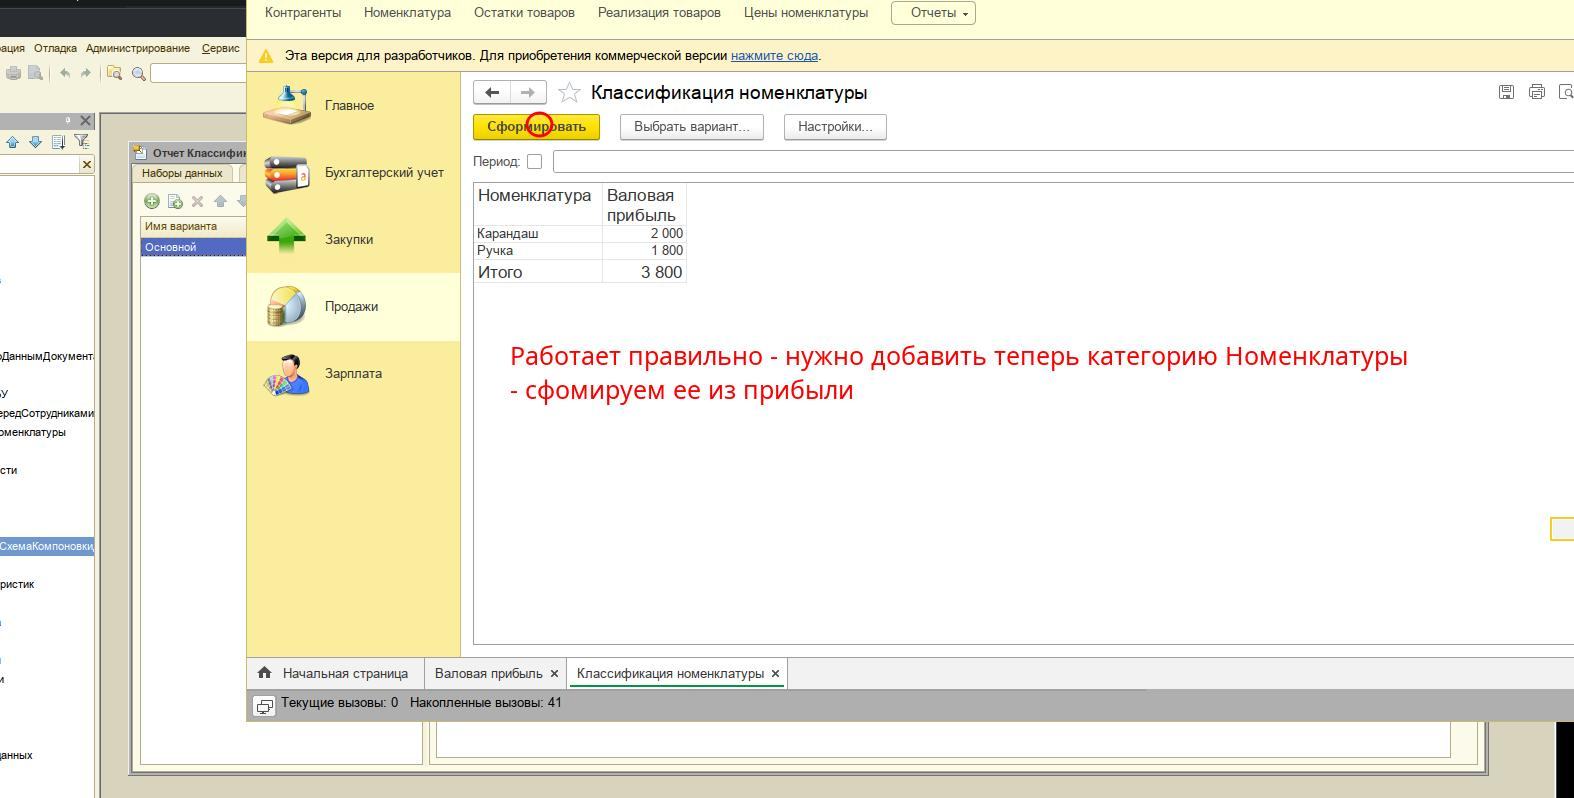 Контрагенты Номенклатура Остатки товаров Реализация товаров Цены номенклатуры Отчеты
ация Отладка Администрирование Сервис
Эта версия для разработчиков. Для приобретения коммерческой версии нажмите сюда.
Главное
Бухгалтерский учет
Закупки
Продажи
Зарплата
Классификация номенклатуры
Сформировать Выбрать вариант... Настройки...
Период:
Номенклатура Валовая прибыль
Карандаш 2 000
Ручка 1 800
Итого 3 800
Работает правильно - нужно добавить теперь категорию Номенклатуры
- сфомируем ее из прибыли
Отчет Классифик
Наборы данных
Имя варианта
Основной
оДаннымДокумента
У
ередСотрудниками
оменклатуры
сти
СхемаКомпоновки
ристик
и
данных
Начальная страница Валовая прибыль Классификация номенклатуры
Текущие вызовы: 0 Накопленные вызовы: 41